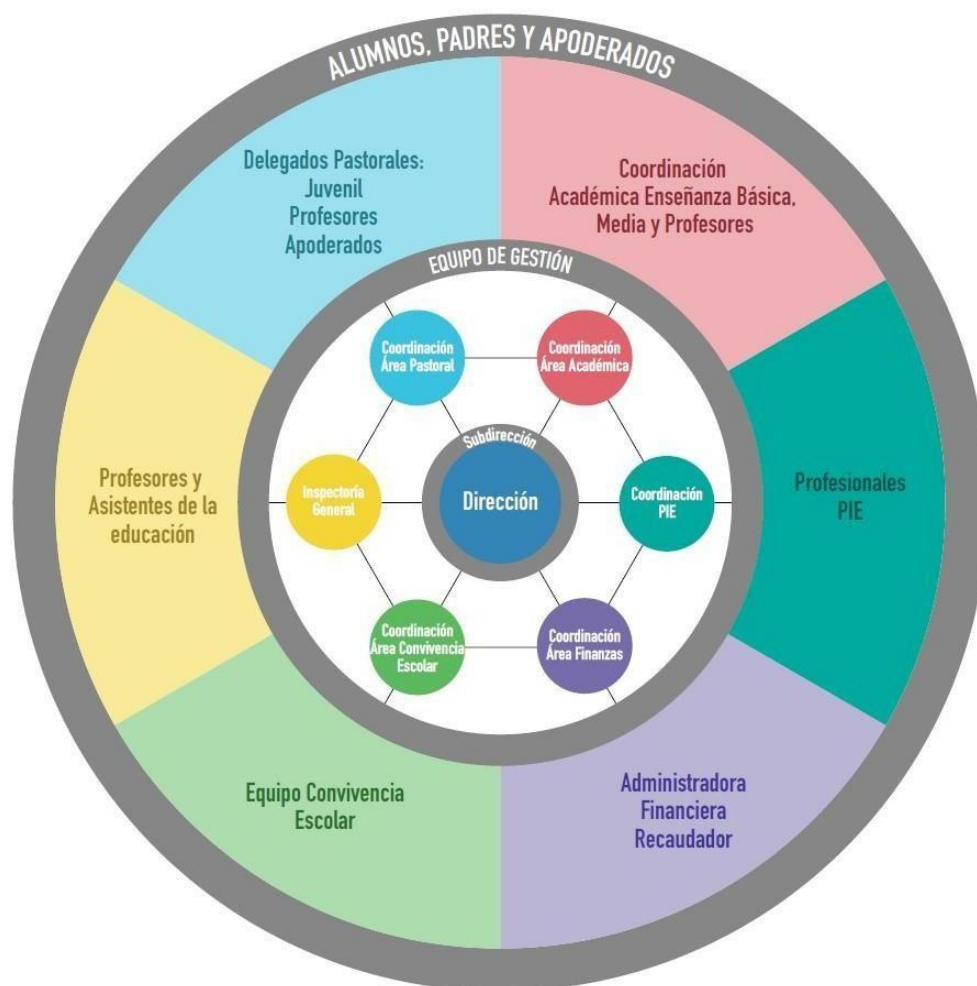 ALUMNOS, PADRES Y APODERADOS
Delegados Pastorales:
Juvenil
Profesores
Apoderados
Coordinación
Académica Enseñanza Básica,
Media y Profesores
EQUIPO DE GESTIÓN
Coordinación
Área Pastoral
Coordinación
Área Académica
Subdirección
Dirección
Inspectoría
General
Coordinación
PIE
Coordinación
Área Convivencia
Escolar
Coordinación
Área Finanzas
Profesores y
Asistentes de la
educación
Profesionales
PIE
Equipo Convivencia
Escolar
Administradora
Financiera
Recaudador